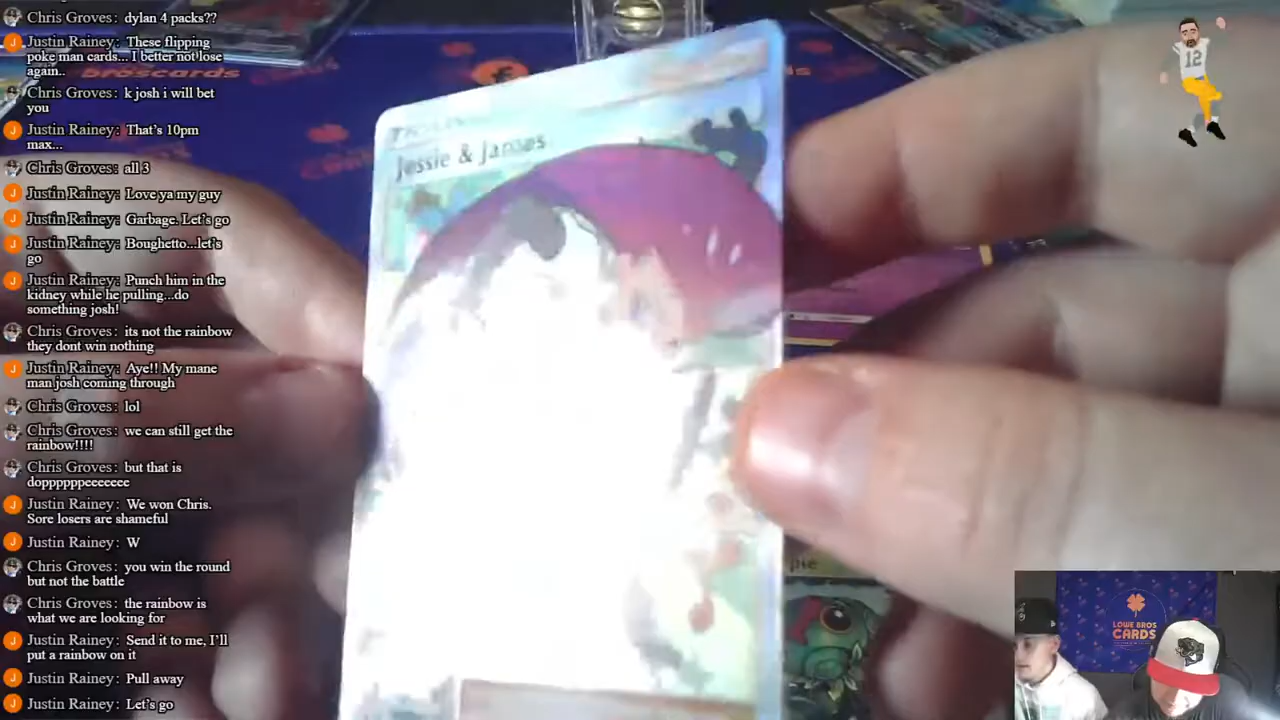 Chris Groves: dylan 4 packs??
Justin Rainey: These flipping
poke man cards... I better not lose
again..
Chris Groves: k josh i will bet
you
Justin Rainey: That's 10pm
max...
Chris Groves: all 3
Justin Rainey: Love ya my guy
Justin Rainey: Garbage. Let's go
Justin Rainey: Boughetto...let's
go
Justin Rainey: Punch him in the
kidney while he pulling...do
something josh!
Chris Groves: its not the rainbow
they dont win nothing
Justin Rainey: Aye!! My mane
man josh coming through
Chris Groves: lol
Chris Groves: we can still get the
rainbow!!!!
Chris Groves: but that is
doppppppeeeeeee
Justin Rainey: We won Chris.
Sore losers are shameful
Justin Rainey: W
Chris Groves: you win the round
but not the battle
Chris Groves: the rainbow is
what we are looking for
Justin Rainey: Send it to me, I'll
put a rainbow on it
Justin Rainey: Pull away
Justin Rainey: Let's go
broscards
Jessie & James
12
LOWE BROS
CARDS